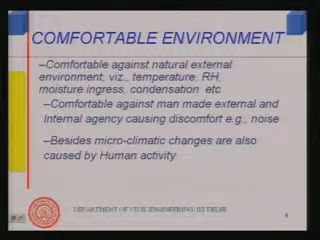 COMFORTABLE ENVIRONMENT
–Comfortable against natural external
environment, viz., temperature, RH,
moisture ingress, condensation etc
–Comfortable against man made external and
Internal agency causing discomfort e.g., noise
–Besides micro-climatic changes are also
caused by Human activity
DEPARTMENT OF CIVIL ENGINEERING IIT DELHI